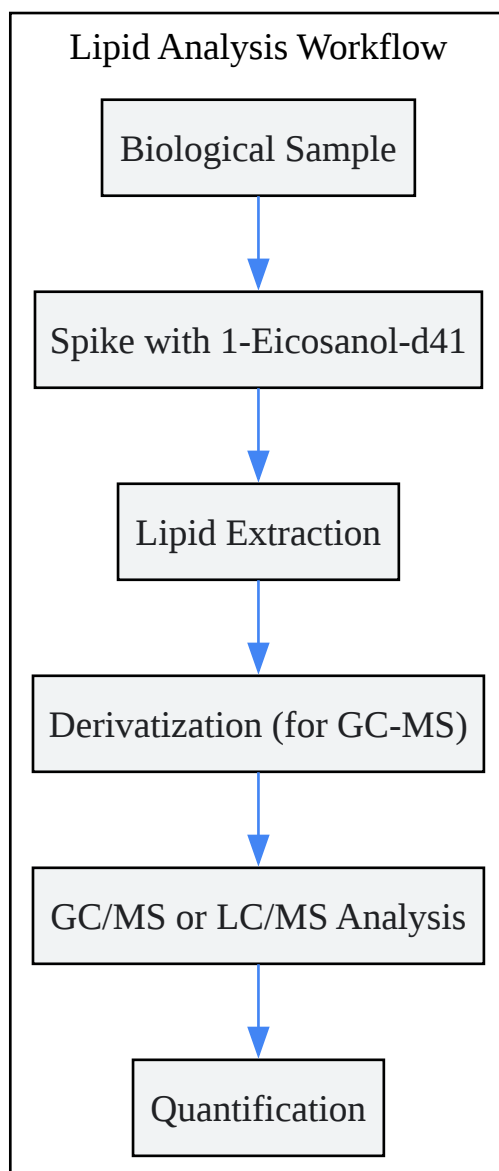 Lipid Analysis Workflow
Biological Sample
Spike with 1-Eicosanol-d41
Lipid Extraction
Derivatization (for GC-MS)
GC/MS or LC/MS Analysis
Quantification